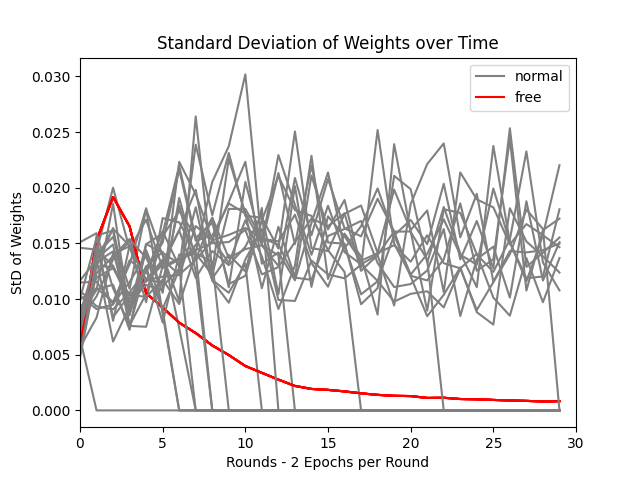 Standard Deviation of Weights over Time
StD of Weights
0.030
0.025
0.020
0.015
0.010
0.005
0.000
normal
free
0 5 10 15 20 25 30
Rounds - 2 Epochs per Round